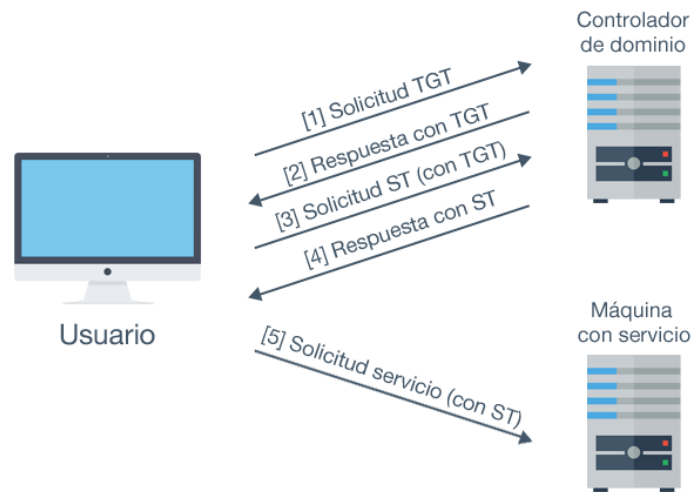 Controlador
de dominio
[1] Solicitud TGT
[2] Respuesta con TGT
[3] Solicitud ST (con TGT)
[4] Respuesta con ST
Usuario
[5] Solicitud servicio (con ST)
Máquina
con servicio